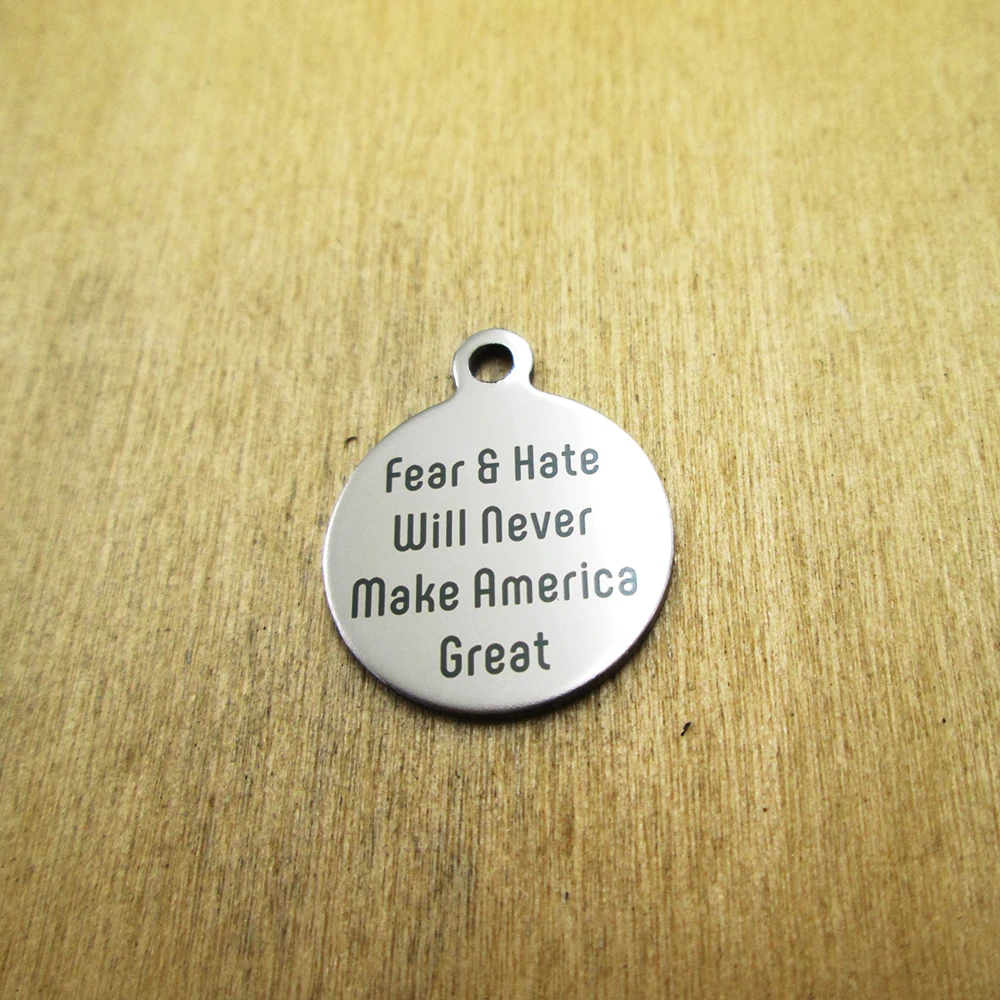 Fear & Hate
Will Never
Make America
Great